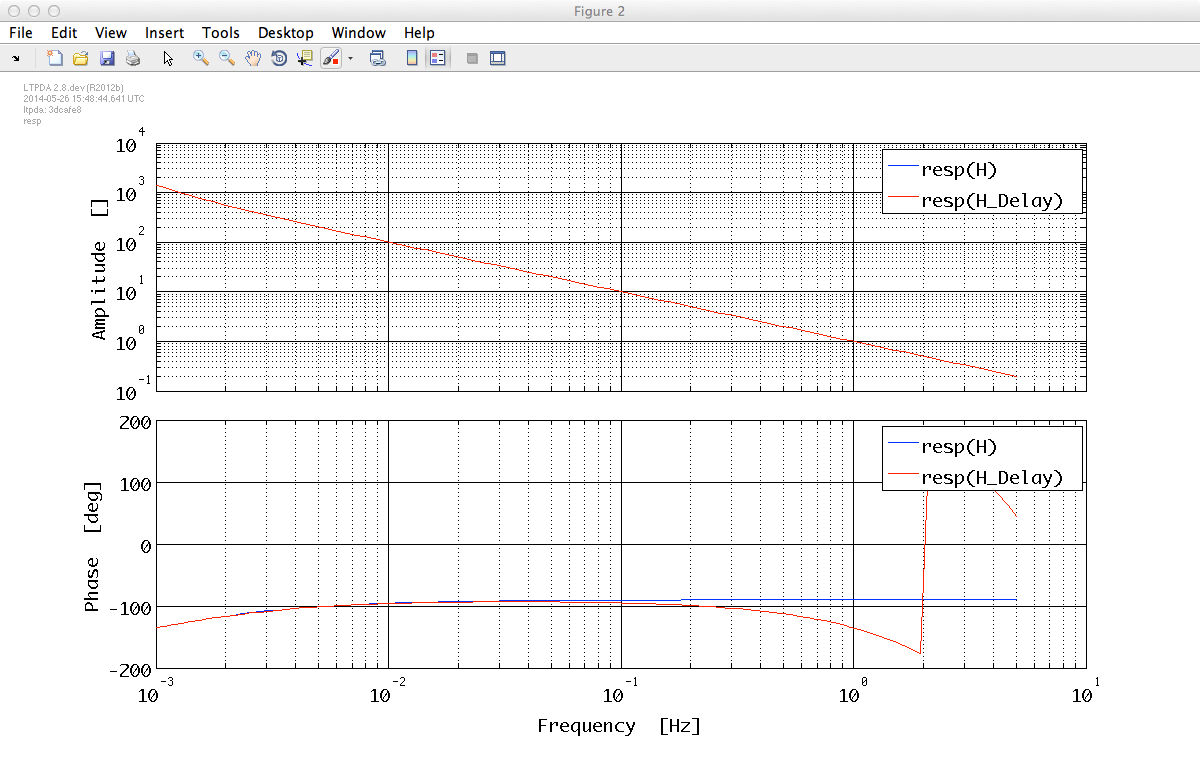 Figure 2
File Edit View Insert Tools Desktop Window Help
LTPDA 2.8.dev (R2012b)
2014-05-26 15:48:44.641 UTC
ltpda: 3dcafe8
resp
10^4
10^3
10^2
10^1
10^0
10^-1
Amplitude []
resp(H)
resp(H_Delay)
200
100
0
-100
-200
Phase [deg]
resp(H)
resp(H_Delay)
10^-3 10^-2 10^-1 10^0 10^1
Frequency [Hz]